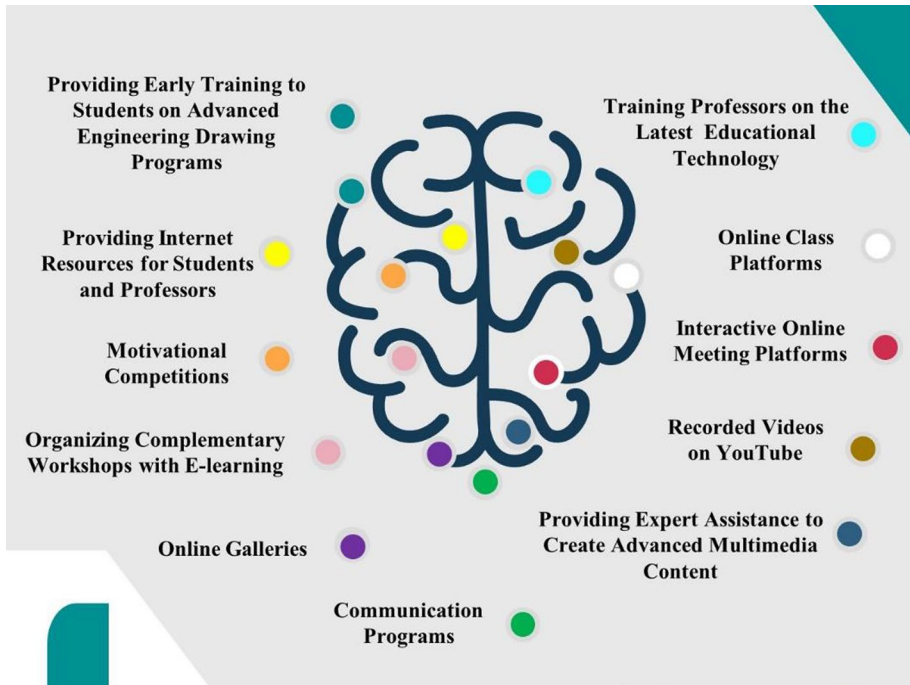 Providing Early Training to
Students on Advanced
Engineering Drawing
Programs
Providing Internet
Resources for Students
and Professors
Motivational
Competitions
Organizing Complementary
Workshops with E-learning
Online Galleries
Communication
Programs
Training Professors on the
Latest Educational
Technology
Online Class
Platforms
Interactive Online
Meeting Platforms
Recorded Videos
on YouTube
Providing Expert Assistance to
Create Advanced Multimedia
Content